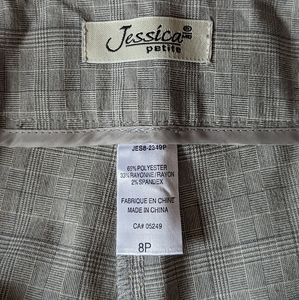 Jessica
petite
JES8-2349P
65% POLYESTER
33% RAYONNE/RAYON
2% SPANDEX
FABRIQUE EN CHINE
MADE IN CHINA
CA# 05249
8P